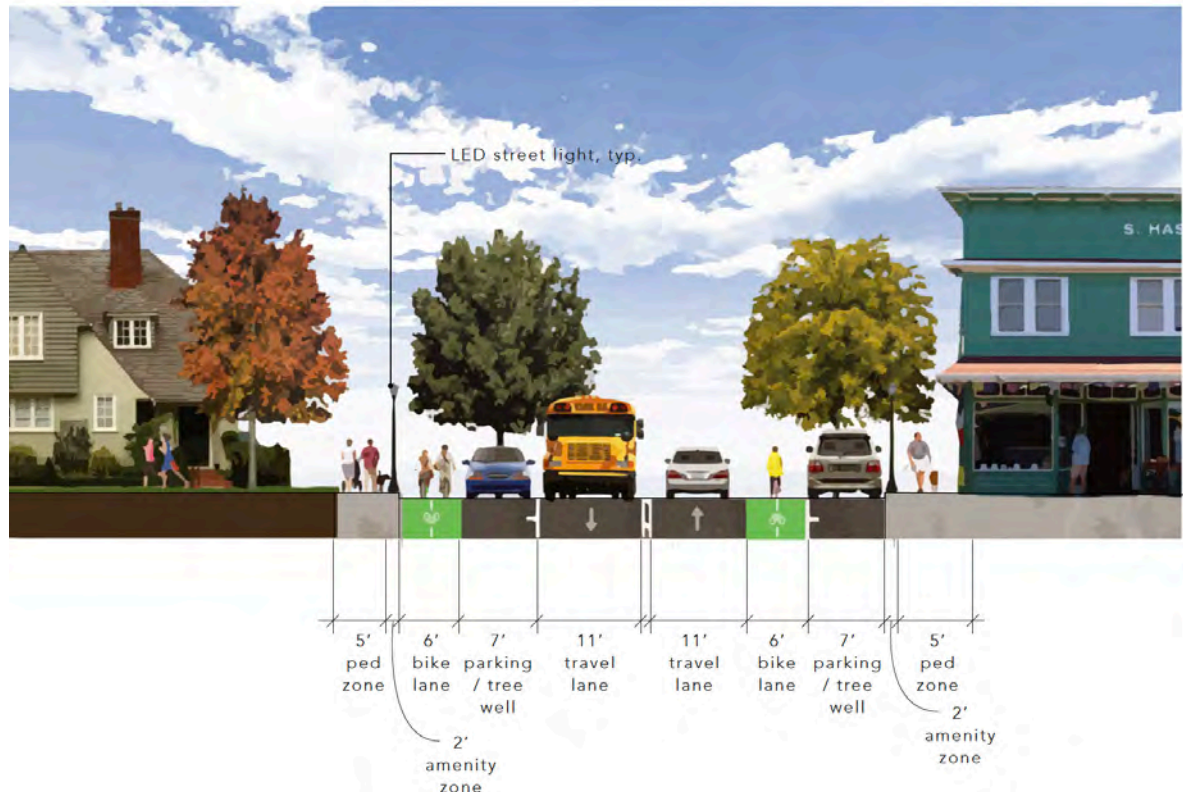 LED street light, typ.
S. HAS
5'
ped
zone
6'
bike
lane
7'
parking
/ tree
well
11'
travel
lane
11'
travel
lane
6'
bike
lane
7'
parking
/ tree
well
5'
ped
zone
2'
amenity
zone
2'
amenity
zone